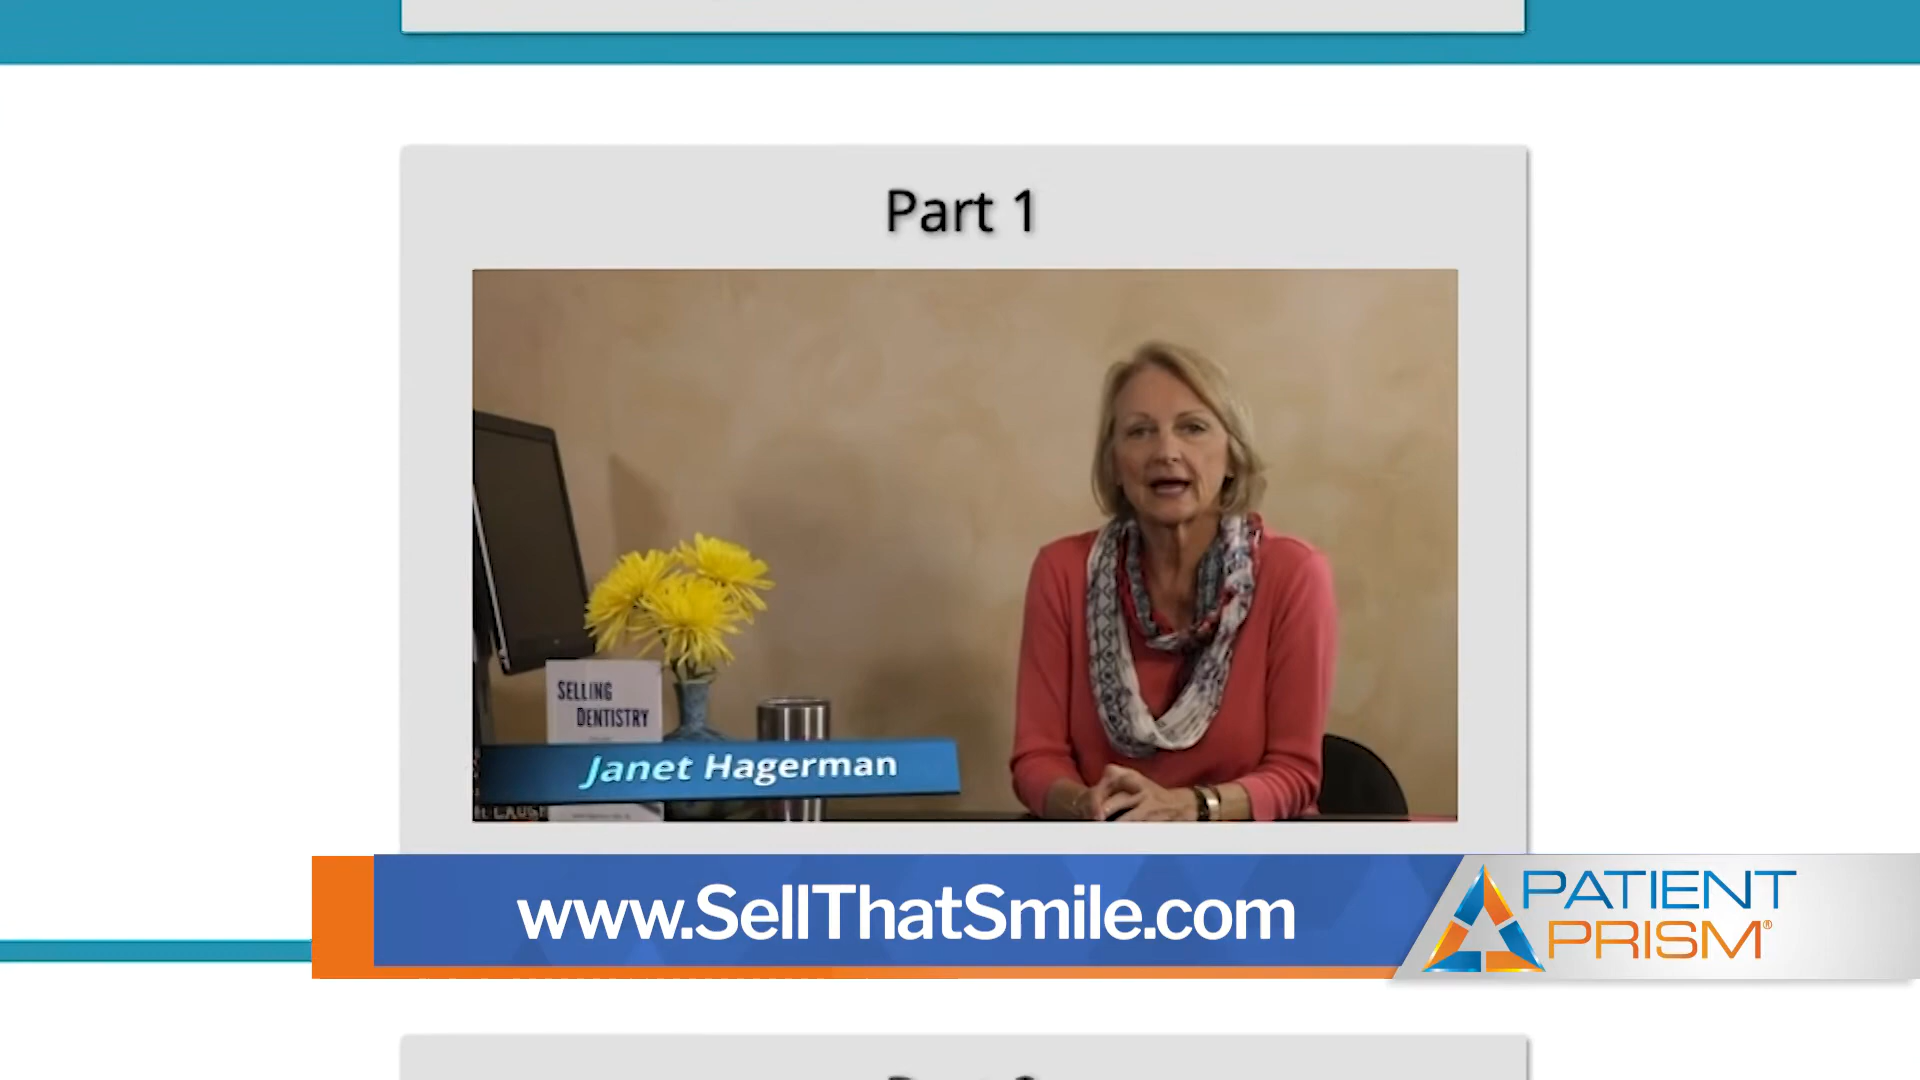 Part 1
SELLING
DENTISTRY
Janet Hagerman
www.SellThatSmile.com
PATIENT
PRISM®